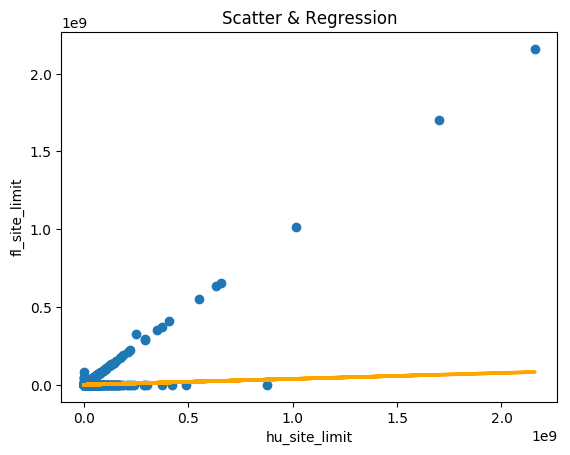 Scatter & Regression
1e9
2.0
1.5
1.0
0.5
0.0
fl_site_limit
0.0 0.5 1.0 1.5 2.0
hu_site_limit
1e9